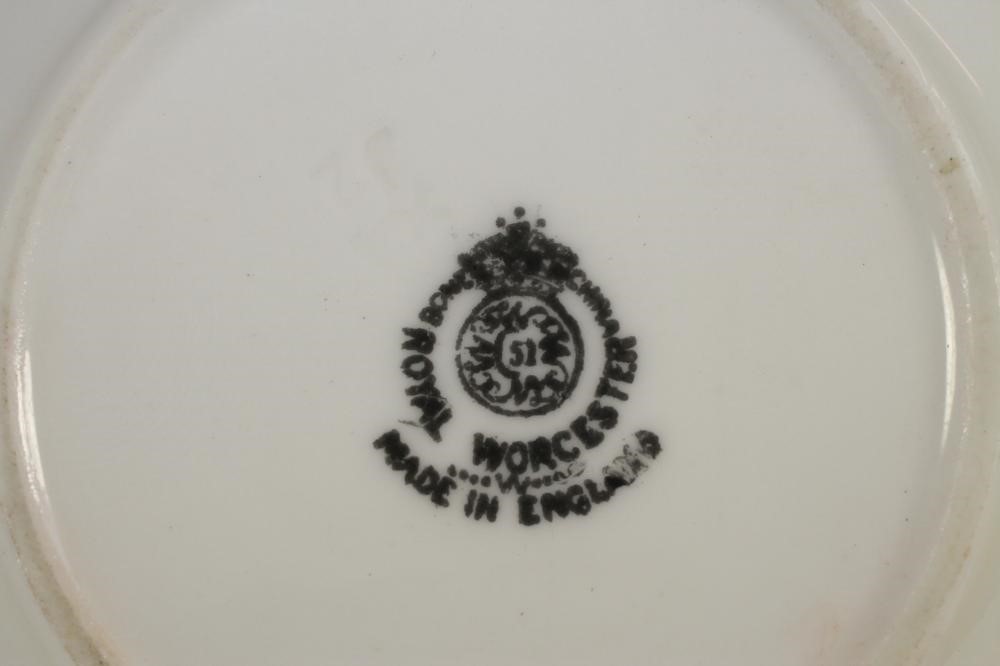 BONE CHINA
51
ROYAL WORCESTER
MADE IN ENGLAND